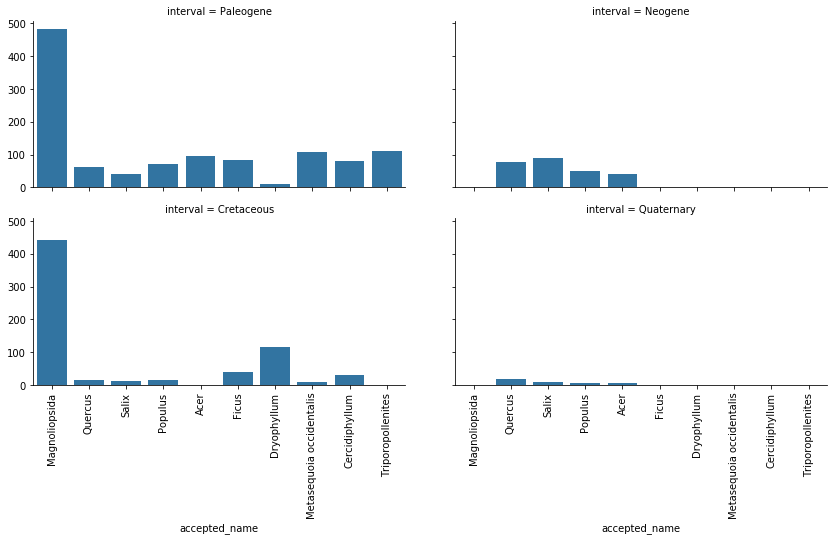 interval = Paleogene
interval = Neogene
500
400
300
200
100
0
interval = Cretaceous
interval = Quaternary
500
400
300
200
100
0
Magnoliopsida
Quercus
Salix
Populus
Acer
Ficus
Dryophyllum
Metasequoia occidentalis
Cercidiphyllum
Triporopollenites
Magnoliopsida
Quercus
Salix
Populus
Acer
Ficus
Dryophyllum
Metasequoia occidentalis
Cercidiphyllum
Triporopollenites
accepted_name
accepted_name